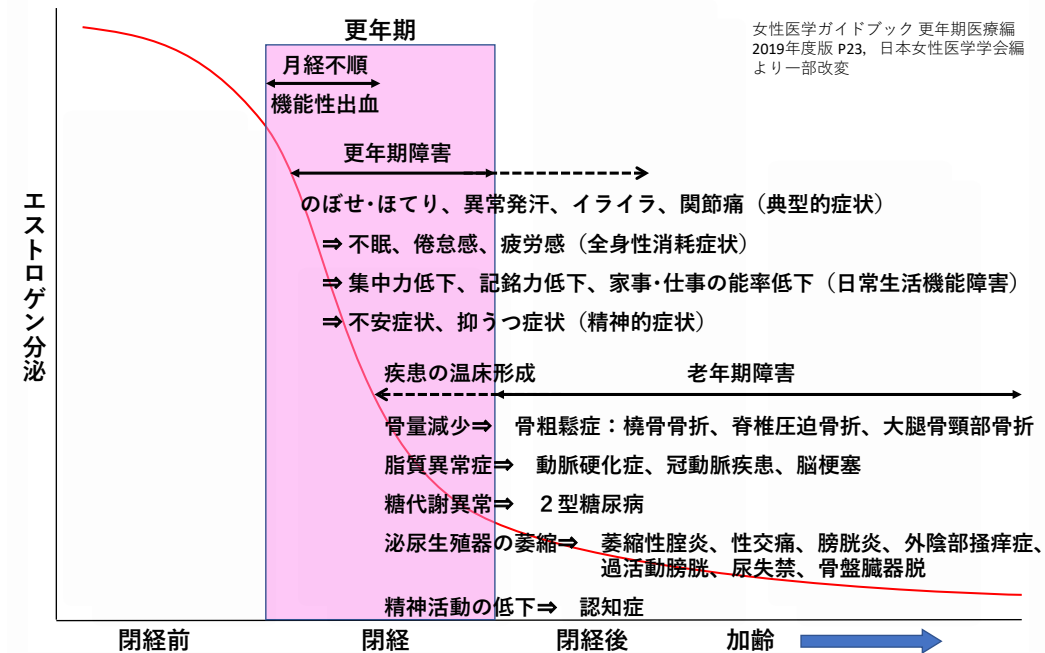 更年期
女性医学ガイドブック 更年期医療編
2019年度版 P23, 日本女性医学学会編
より一部改変
月経不順
機能性出血
更年期障害
のぼせ･ほてり、異常発汗、イライラ、関節痛（典型的症状）
⇒ 不眠、倦怠感、疲労感（全身性消耗症状）
⇒ 集中力低下、記銘力低下、家事･仕事の能率低下（日常生活機能障害）
⇒ 不安症状、抑うつ症状（精神的症状）
エストロゲン分泌
疾患の温床形成
老年期障害
骨量減少⇒ 骨粗鬆症：橈骨骨折、脊椎圧迫骨折、大腿骨頸部骨折
脂質異常症⇒ 動脈硬化症、冠動脈疾患、脳梗塞
糖代謝異常⇒ ２型糖尿病
泌尿生殖器の萎縮⇒ 萎縮性腟炎、性交痛、膀胱炎、外陰部掻痒症、
過活動膀胱、尿失禁、骨盤臓器脱
精神活動の低下⇒ 認知症
閉経前
閉経
閉経後
加齢